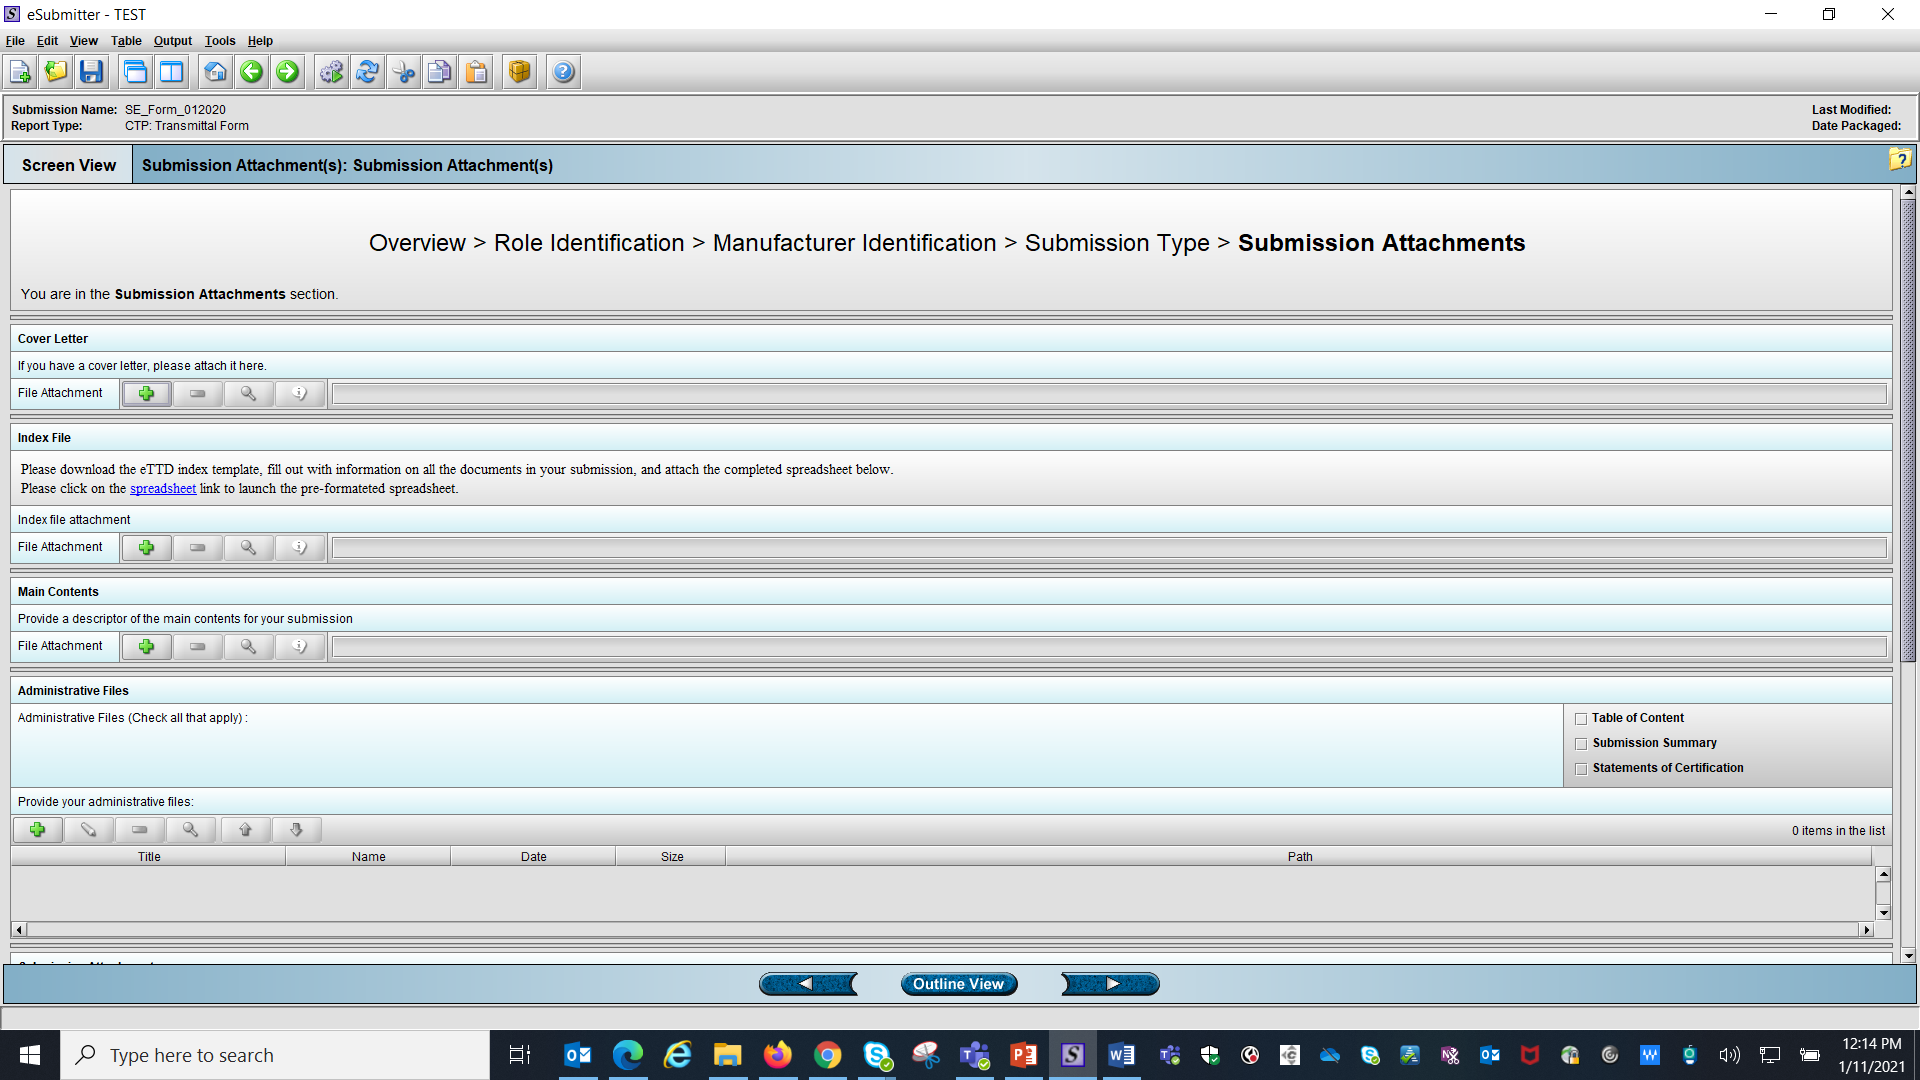 eSubmitter - TEST
File Edit View Table Output Tools Help
Submission Name: SE_Form_012020
Last Modified:
Report Type: CTP: Transmittal Form
Date Packaged:
Screen View
Submission Attachment(s): Submission Attachment(s)
Overview > Role Identification > Manufacturer Identification > Submission Type > Submission Attachments
You are in the Submission Attachments section.
Cover Letter
If you have a cover letter, please attach it here.
File Attachment
Index File
Please download the eTTD index template, fill out with information on all the documents in your submission, and attach the completed spreadsheet below.
Please click on the spreadsheet link to launch the pre-formateted spreadsheet.
Index file attachment
File Attachment
Main Contents
Provide a descriptor of the main contents for your submission
File Attachment
Administrative Files
Administrative Files (Check all that apply) :
Table of Content
Submission Summary
Statements of Certification
Provide your administrative files:
0 items in the list
Title Name Date Size Path
Outline View
Type here to search
12:14 PM
1/11/2021